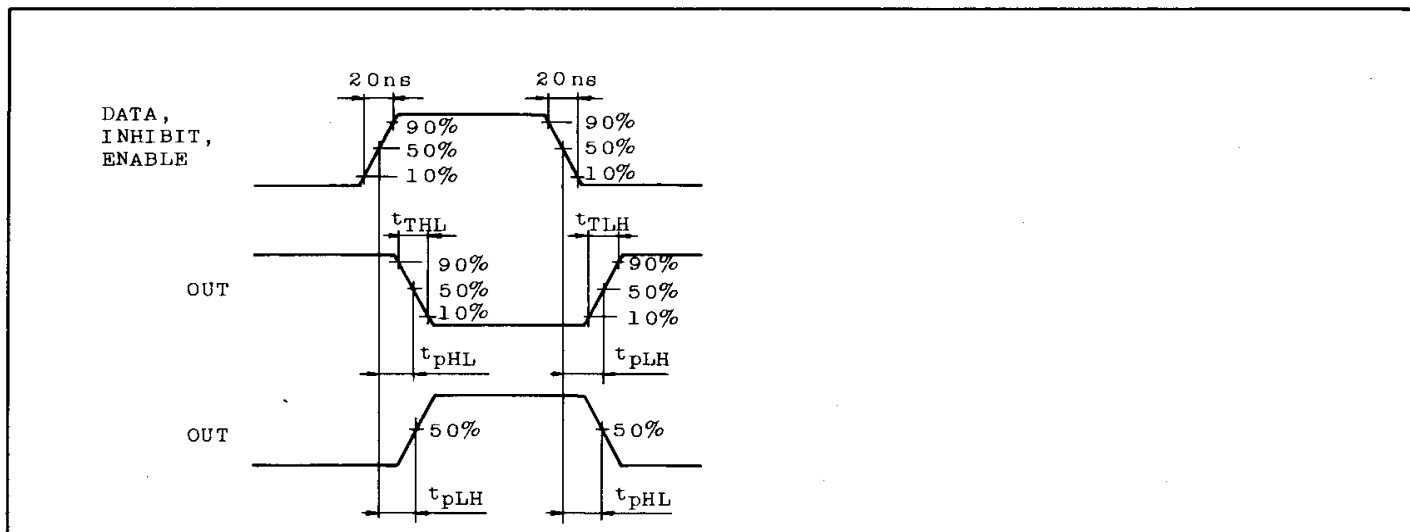 20ns 20ns
DATA,
INHIBIT,
ENABLE
90% 90%
50% 50%
10% 10%
tTHL tTLH
90% 90%
OUT 50% 50%
10% 10%
tpHL tpLH
OUT 50% 50%
tpLH tpHL